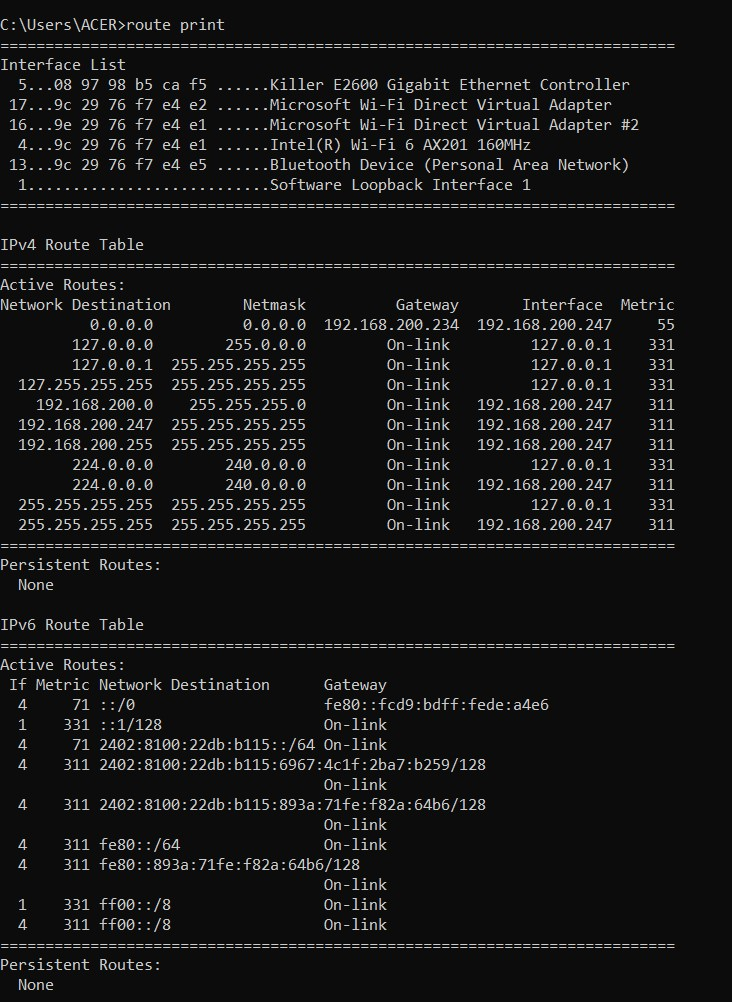 C:\Users\ACER>route print
===========================================================================
Interface List
  5...08 97 98 b5 ca f5 ......Killer E2600 Gigabit Ethernet Controller
 17...9c 29 76 f7 e4 e2 ......Microsoft Wi-Fi Direct Virtual Adapter
 16...9e 29 76 f7 e4 e1 ......Microsoft Wi-Fi Direct Virtual Adapter #2
  4...9c 29 76 f7 e4 e1 ......Intel(R) Wi-Fi 6 AX201 160MHz
 13...9c 29 76 f7 e4 e5 ......Bluetooth Device (Personal Area Network)
  1...........................Software Loopback Interface 1
===========================================================================

IPv4 Route Table
===========================================================================
Active Routes:
Network Destination        Netmask          Gateway       Interface  Metric
          0.0.0.0          0.0.0.0  192.168.200.234  192.168.200.247     55
        127.0.0.0        255.0.0.0         On-link         127.0.0.1    331
        127.0.0.1  255.255.255.255         On-link         127.0.0.1    331
  127.255.255.255  255.255.255.255         On-link         127.0.0.1    331
    192.168.200.0    255.255.255.0         On-link   192.168.200.247    311
  192.168.200.247  255.255.255.255         On-link   192.168.200.247    311
  192.168.200.255  255.255.255.255         On-link   192.168.200.247    311
        224.0.0.0        240.0.0.0         On-link         127.0.0.1    331
        224.0.0.0        240.0.0.0         On-link   192.168.200.247    311
  255.255.255.255  255.255.255.255         On-link         127.0.0.1    331
  255.255.255.255  255.255.255.255         On-link   192.168.200.247    311
===========================================================================
Persistent Routes:
  None

IPv6 Route Table
===========================================================================
Active Routes:
 If Metric Network Destination      Gateway
  4     71 ::/0                     fe80::fcd9:bdff:fede:a4e6
  1    331 ::1/128                  On-link
  4     71 2402:8100:22db:b115::/64 On-link
  4    311 2402:8100:22db:b115:6967:4c1f:2ba7:b259/128
                                    On-link
  4    311 2402:8100:22db:b115:893a:71fe:f82a:64b6/128
                                    On-link
  4    311 fe80::/64                On-link
  4    311 fe80::893a:71fe:f82a:64b6/128
                                    On-link
  1    331 ff00::/8                 On-link
  4    311 ff00::/8                 On-link
===========================================================================
Persistent Routes:
  None